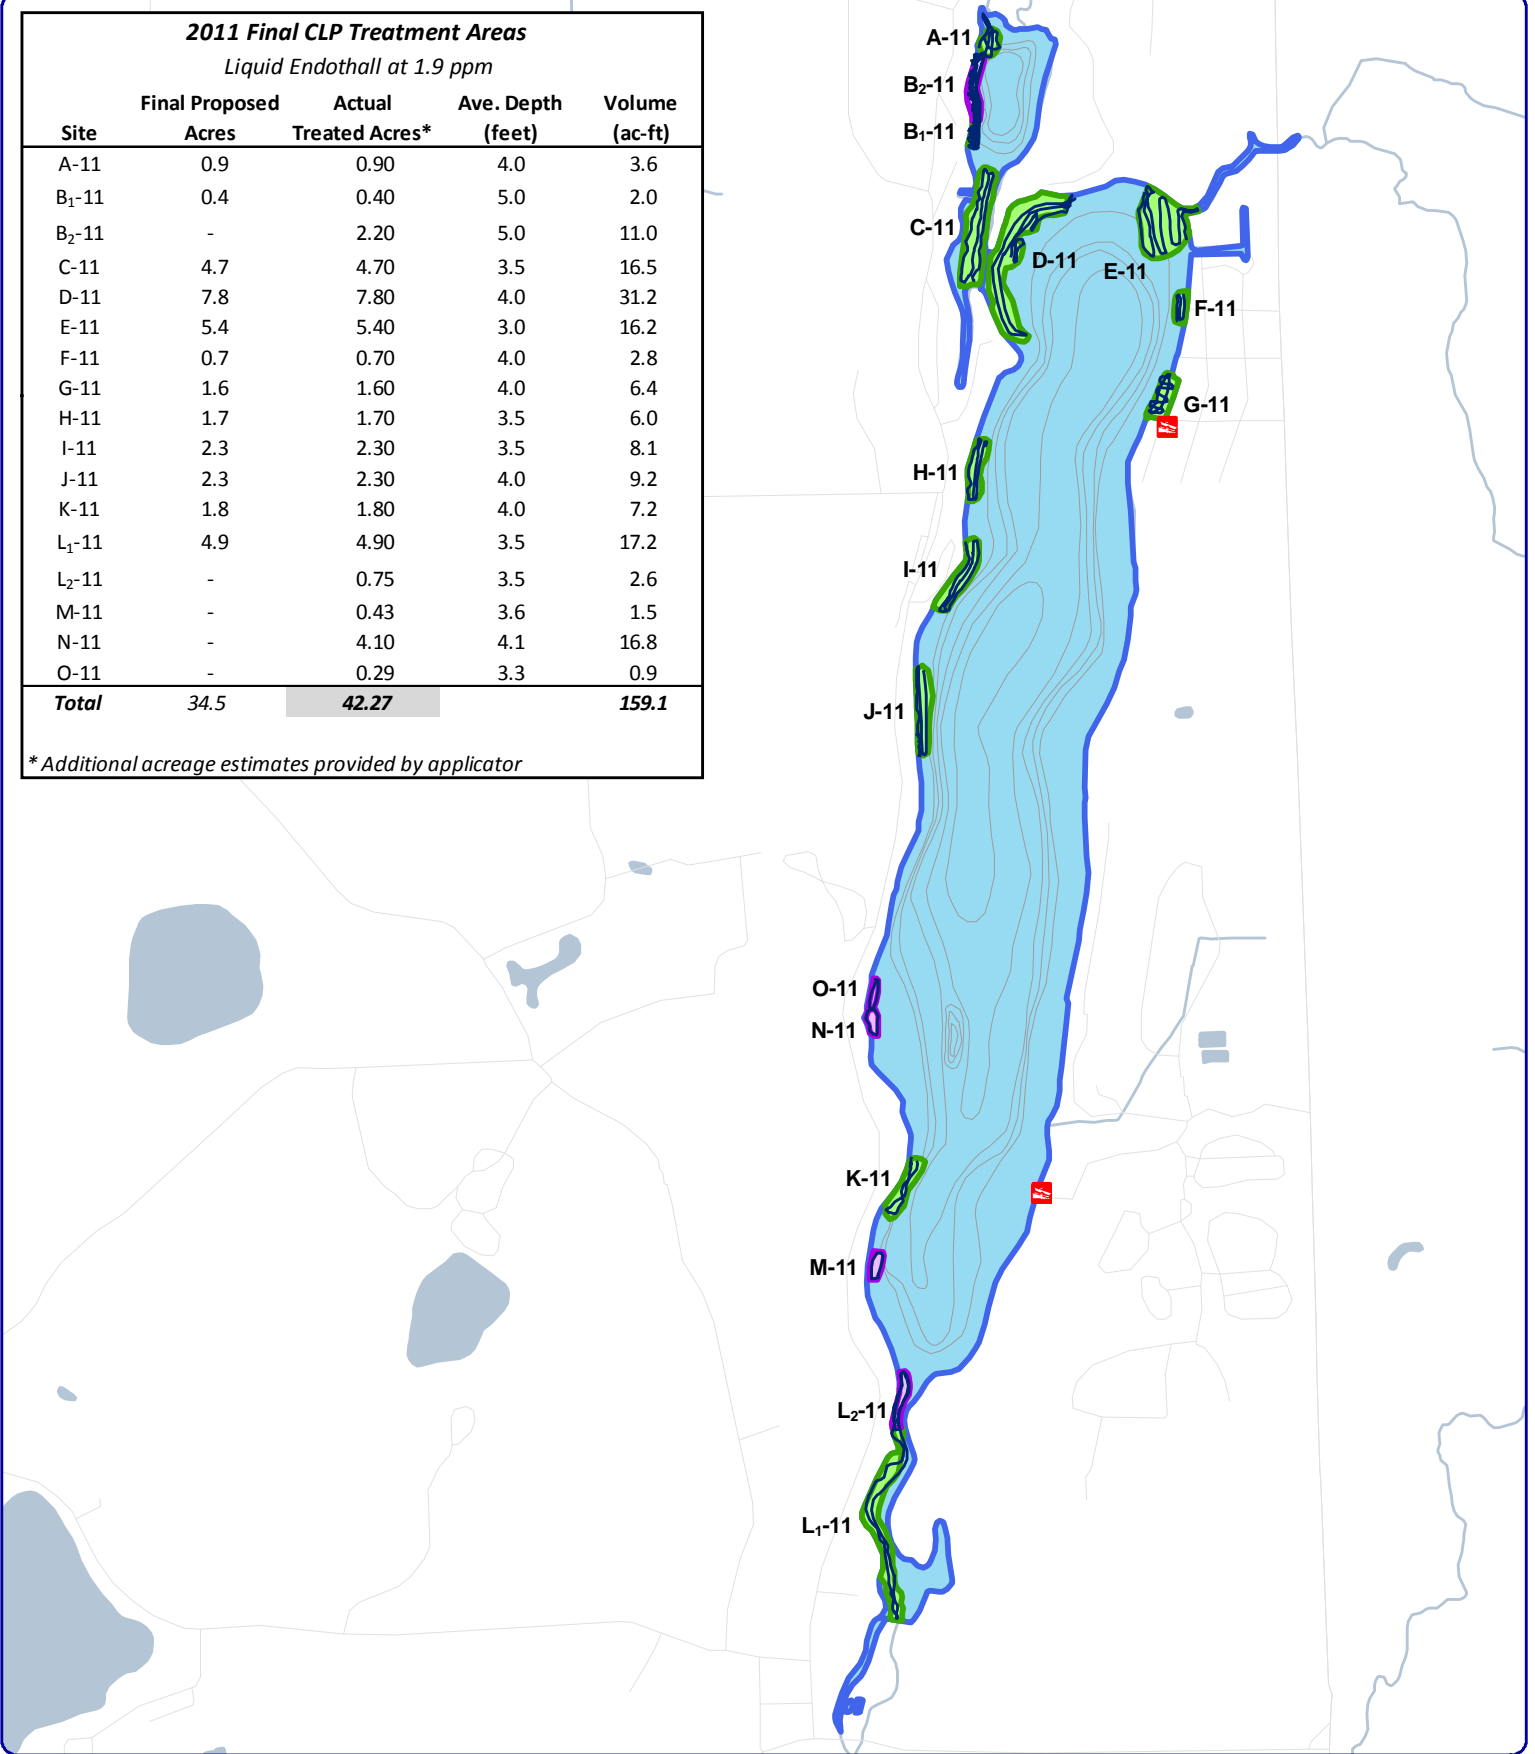 2011 Final CLP Treatment Areas
Liquid Endothall at 1.9 ppm
Final Proposed Actual Ave. Depth Volume
Site Acres Treated Acres* (feet) (ac-ft)
A-11 0.9 0.90 4.0 3.6
B₁-11 0.4 0.40 5.0 2.0
B₂-11 - 2.20 5.0 11.0
C-11 4.7 4.70 3.5 16.5
D-11 7.8 7.80 4.0 31.2
E-11 5.4 5.40 3.0 16.2
F-11 0.7 0.70 4.0 2.8
G-11 1.6 1.60 4.0 6.4
H-11 1.7 1.70 3.5 6.0
I-11 2.3 2.30 3.5 8.1
J-11 2.3 2.30 4.0 9.2
K-11 1.8 1.80 4.0 7.2
L₁-11 4.9 4.90 3.5 17.2
L₂-11 - 0.75 3.5 2.6
M-11 - 0.43 3.6 1.5
N-11 - 4.10 4.1 16.8
O-11 - 0.29 3.3 0.9
Total 34.5 42.27 159.1
* Additional acreage estimates provided by applicator
A-11
B₂-11
B₁-11
C-11
D-11
E-11
F-11
G-11
H-11
I-11
J-11
O-11
N-11
K-11
M-11
L₂-11
L₁-11